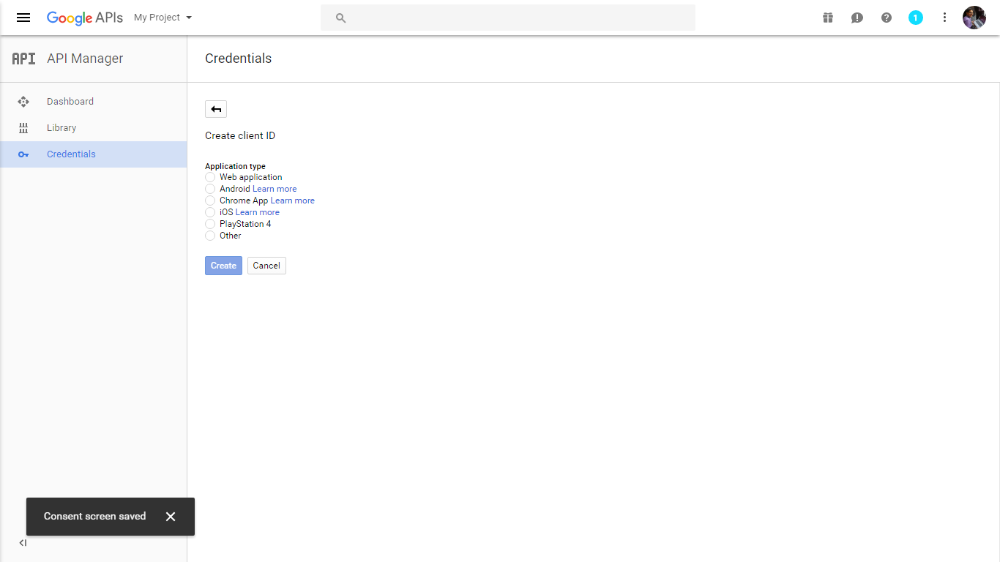 Google APIs My Project
1
API API Manager
Credentials
Dashboard
Library
Credentials
Create client ID
Application type
Web application
Android Learn more
Chrome App Learn more
iOS Learn more
PlayStation 4
Other
Create Cancel
Consent screen saved